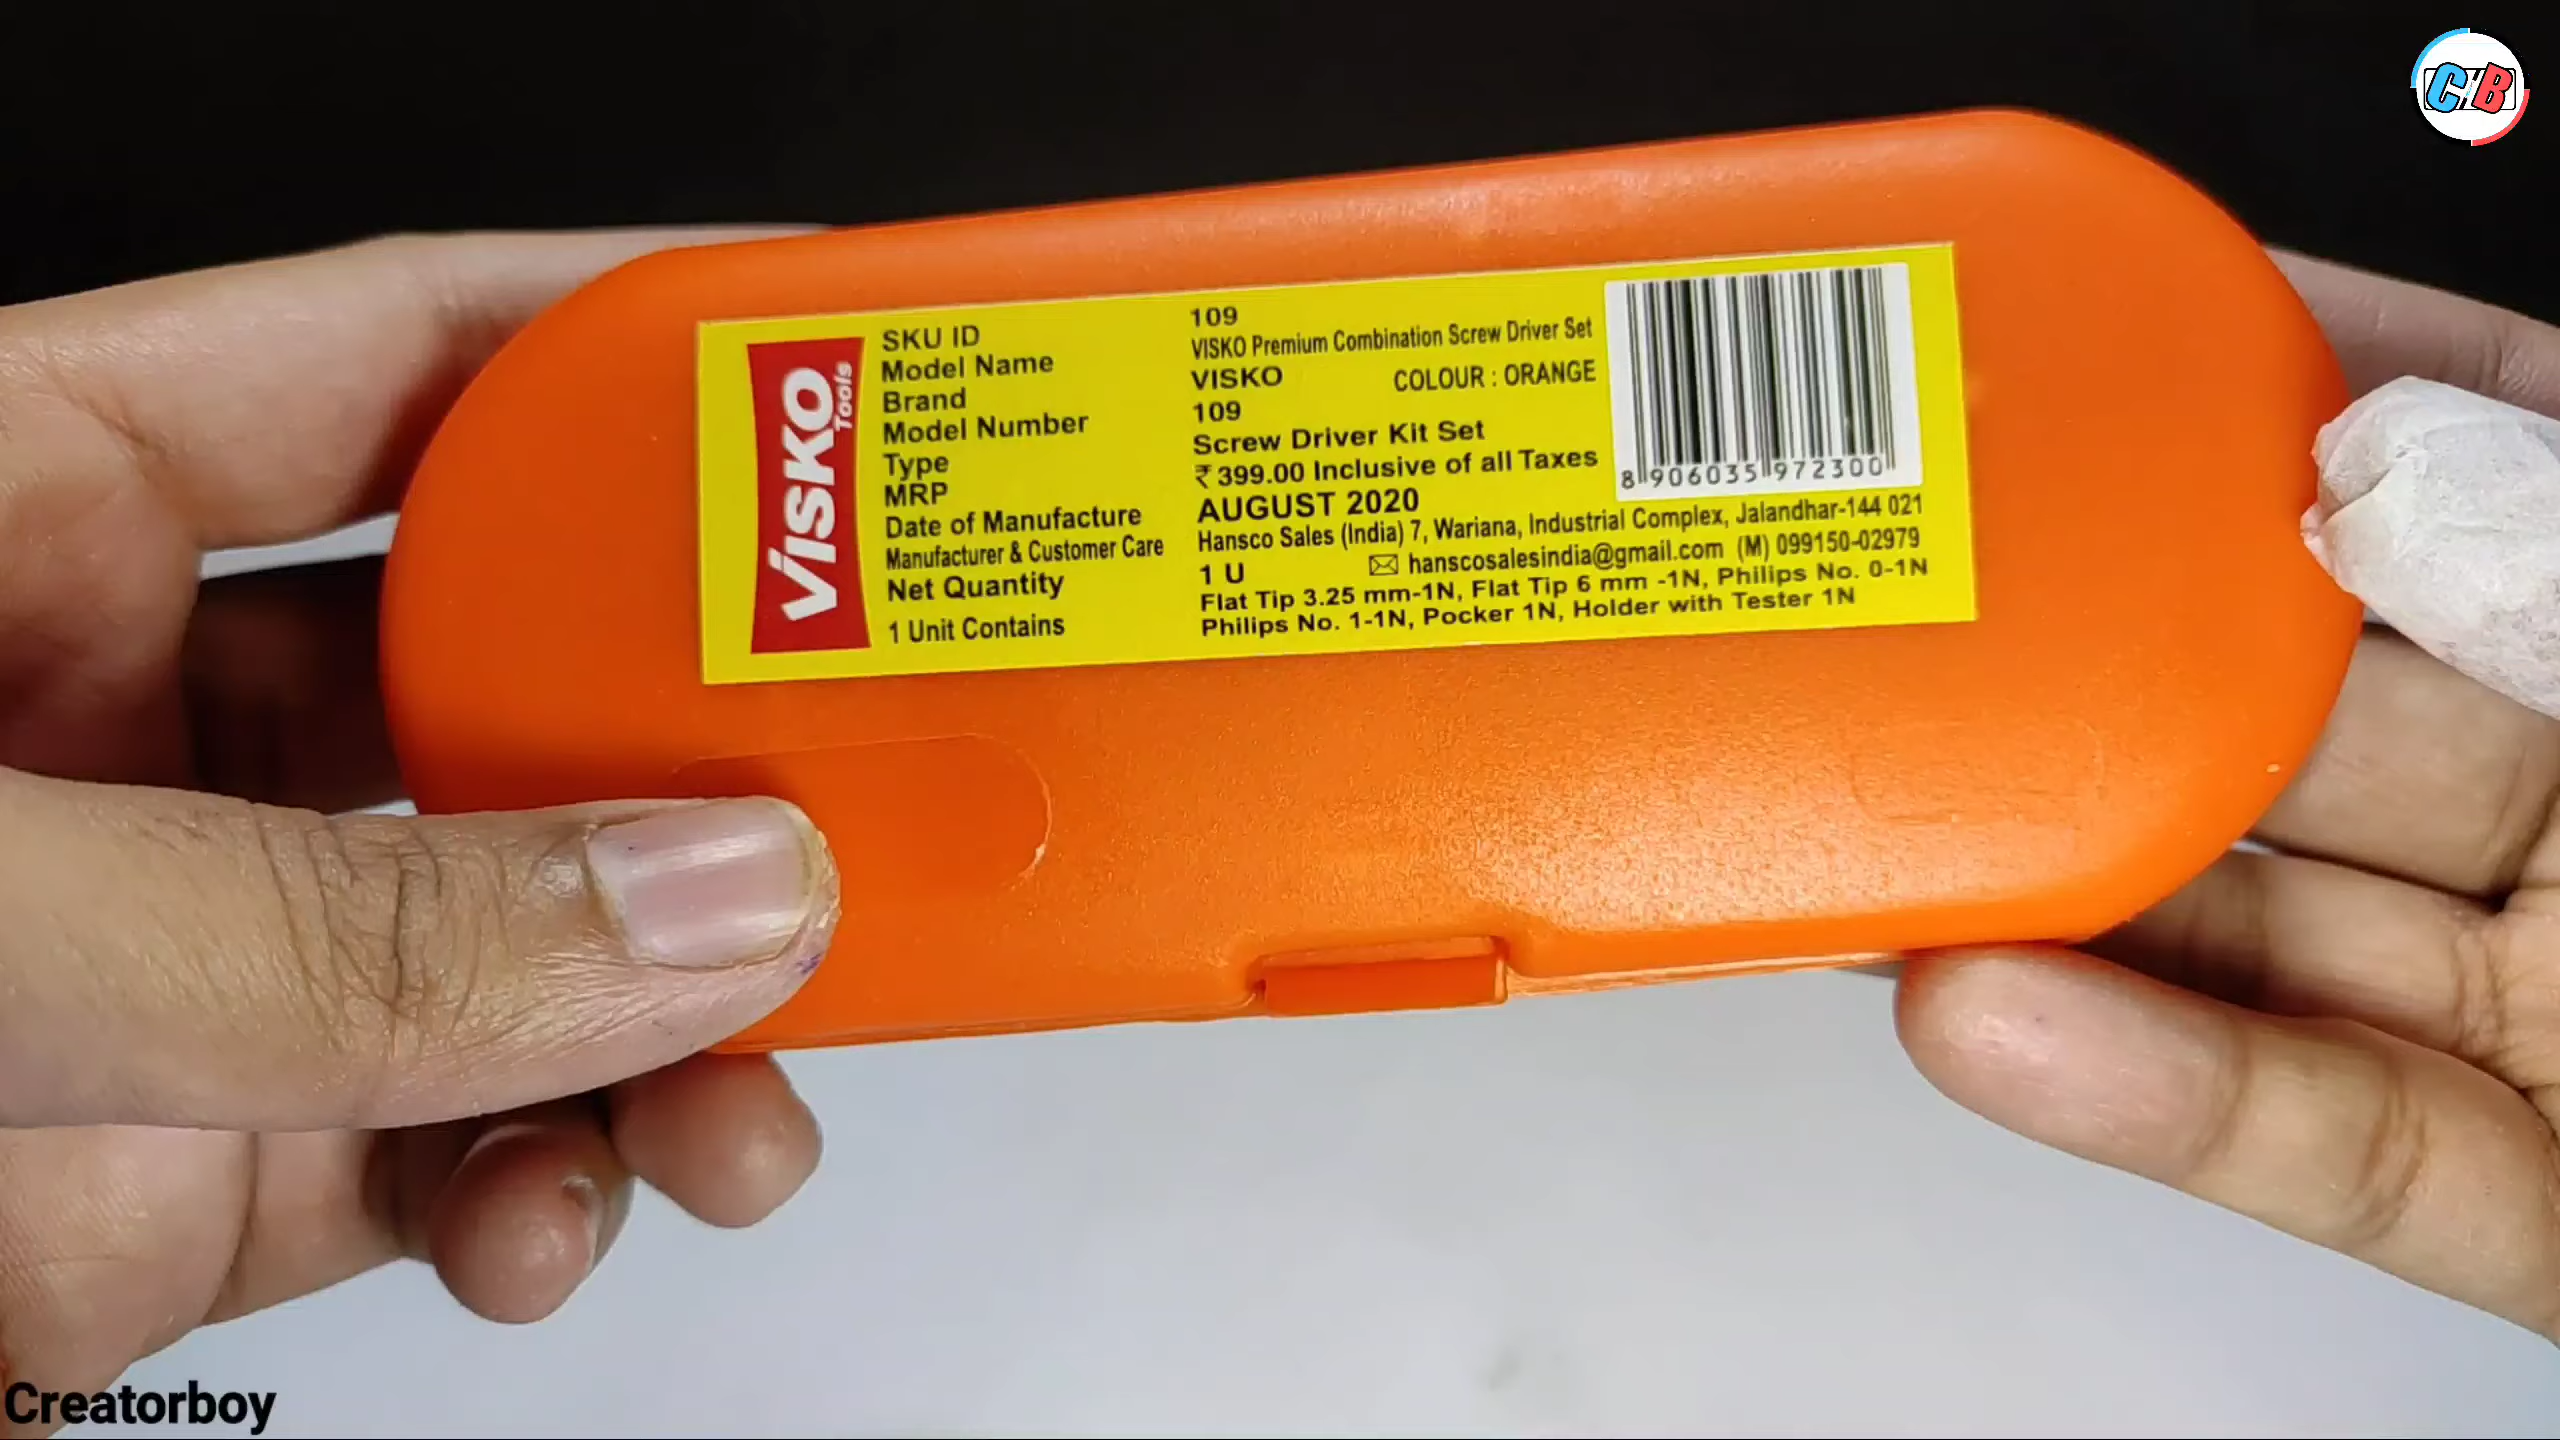 C/B
VISKO
Tools
SKU ID 109
Model Name VISKO Premium Combination Screw Driver Set
Brand VISKO COLOUR : ORANGE
Model Number 109
Type Screw Driver Kit Set
MRP ₹ 399.00 Inclusive of all Taxes
Date of Manufacture AUGUST 2020
Manufacturer & Customer Care Hansco Sales (India) 7, Wariana, Industrial Complex, Jalandhar-144 021
hanscosalesindia@gmail.com (M) 099150-02979
Net Quantity 1 U
1 Unit Contains Flat Tip 3.25 mm-1N, Flat Tip 6 mm -1N, Philips No. 0-1N
Philips No. 1-1N, Pocker 1N, Holder with Tester 1N
8 906035 972300
Creatorboy